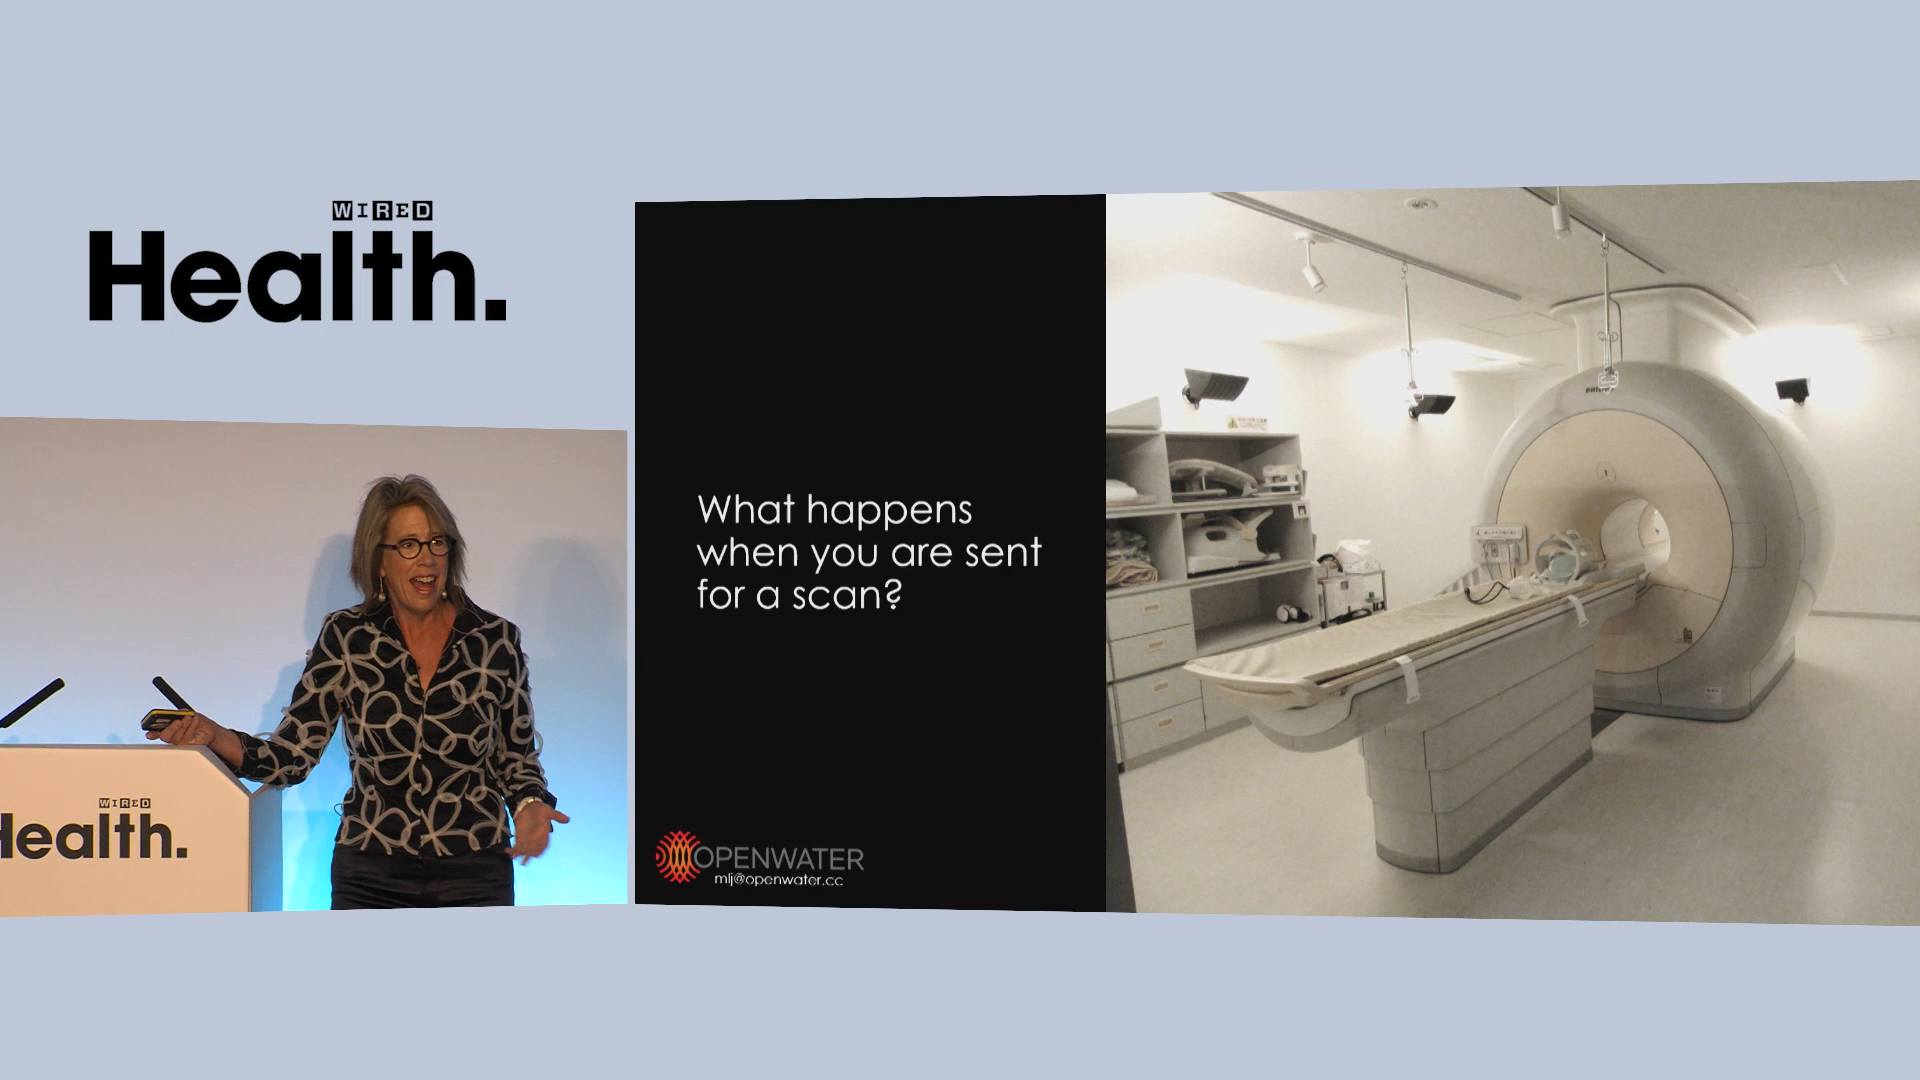 WIRED
Health.
WIRED
Health.
What happens
when you are sent
for a scan?
OPENWATER
mlj@openwater.cc